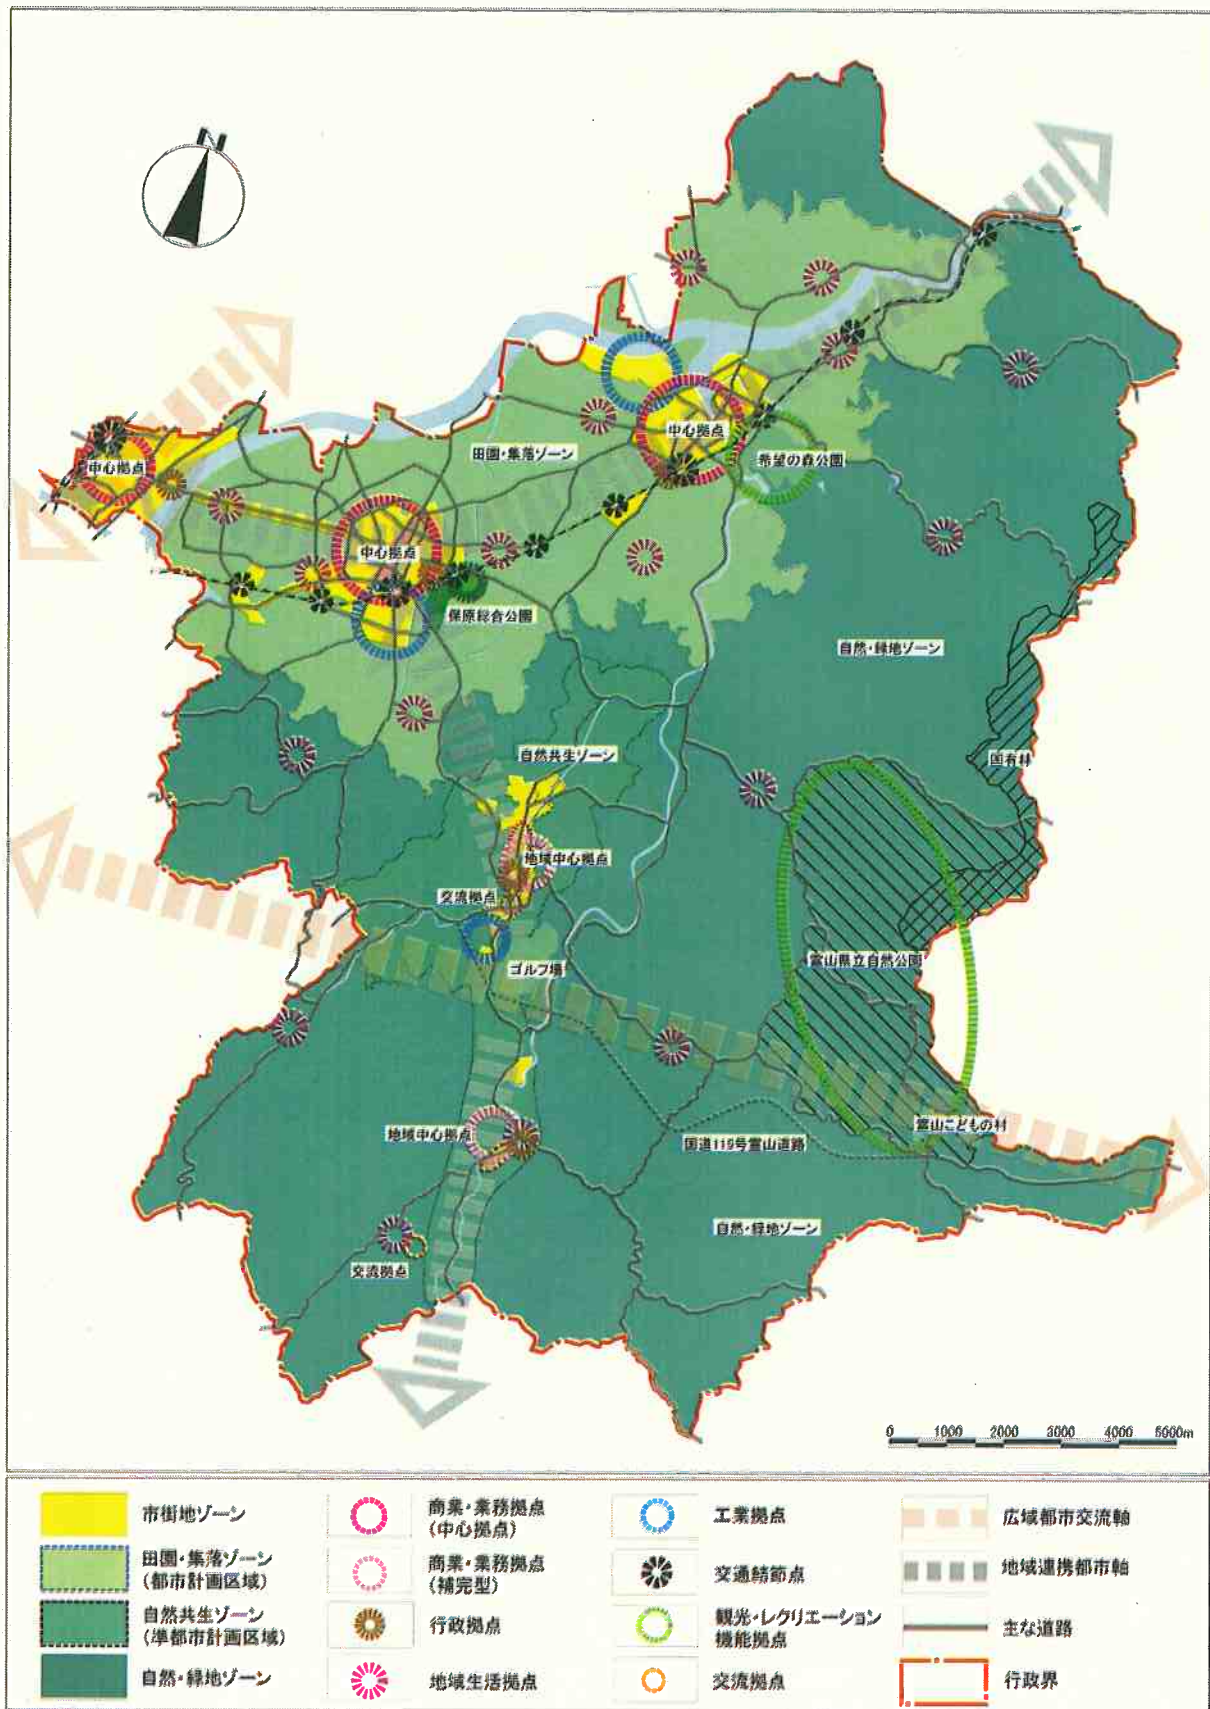 N
中心拠点
希望の森公園
田園・集落ゾーン
中心拠点
中心拠点
保原総合公園
自然・緑地ゾーン
自然共生ゾーン
国有林
地域中心拠点
交流拠点
霊山県立自然公園
ゴルフ場
霊山こどもの村
地域中心拠点
国道115号霊山道路
自然・緑地ゾーン
交流拠点
0 1000 2000 3000 4000 5000m
市街地ゾーン
田園・集落ゾーン
(都市計画区域)
自然共生ゾーン
(準都市計画区域)
自然・緑地ゾーン
商業・業務拠点
(中心拠点)
商業・業務拠点
(補完型)
行政拠点
地域生活拠点
工業拠点
交通結節点
観光・レクリエーション
機能拠点
交流拠点
広域都市交流軸
地域連携都市軸
主な道路
行政界